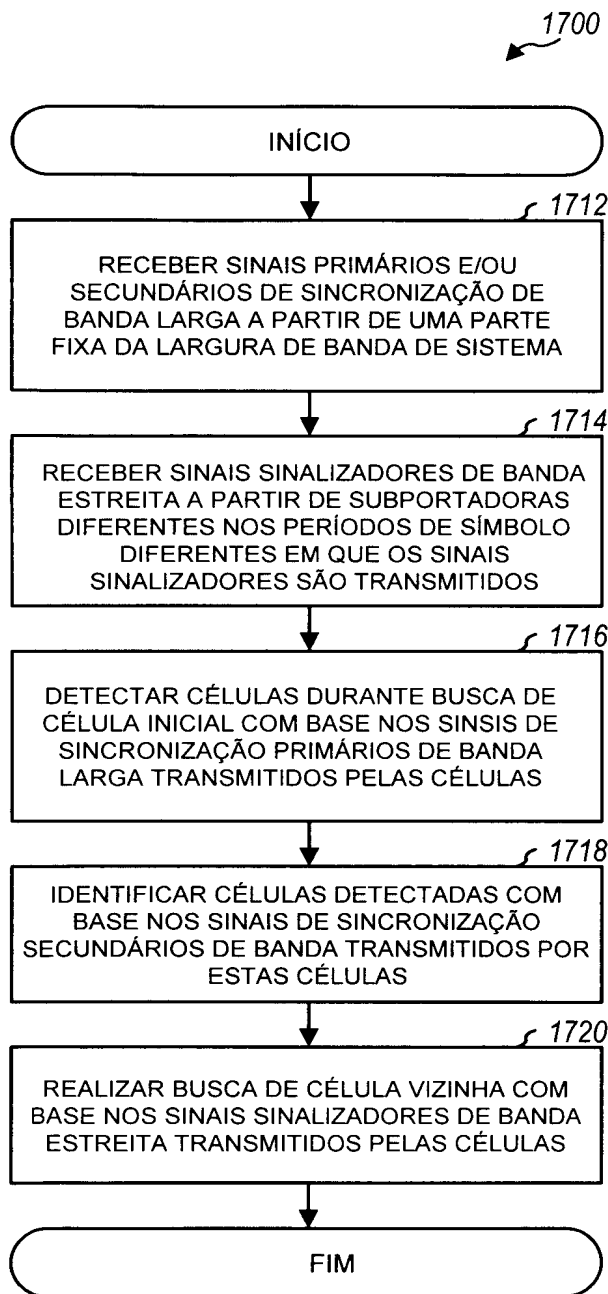 1700
INÍCIO
1712
RECEBER SINAIS PRIMÁRIOS E/OU
SECUNDÁRIOS DE SINCRONIZAÇÃO DE
BANDA LARGA A PARTIR DE UMA PARTE
FIXA DA LARGURA DE BANDA DE SISTEMA
1714
RECEBER SINAIS SINALIZADORES DE BANDA
ESTREITA A PARTIR DE SUBPORTADORAS
DIFERENTES NOS PERÍODOS DE SÍMBOLO
DIFERENTES EM QUE OS SINAIS
SINALIZADORES SÃO TRANSMITIDOS
1716
DETECTAR CÉLULAS DURANTE BUSCA DE
CÉLULA INICIAL COM BASE NOS SINSIS DE
SINCRONIZAÇÃO PRIMÁRIOS DE BANDA
LARGA TRANSMITIDOS PELAS CÉLULAS
1718
IDENTIFICAR CÉLULAS DETECTADAS COM
BASE NOS SINAIS DE SINCRONIZAÇÃO
SECUNDÁRIOS DE BANDA TRANSMITIDOS POR
ESTAS CÉLULAS
1720
REALIZAR BUSCA DE CÉLULA VIZINHA COM
BASE NOS SINAIS SINALIZADORES DE BANDA
ESTREITA TRANSMITIDOS PELAS CÉLULAS
FIM